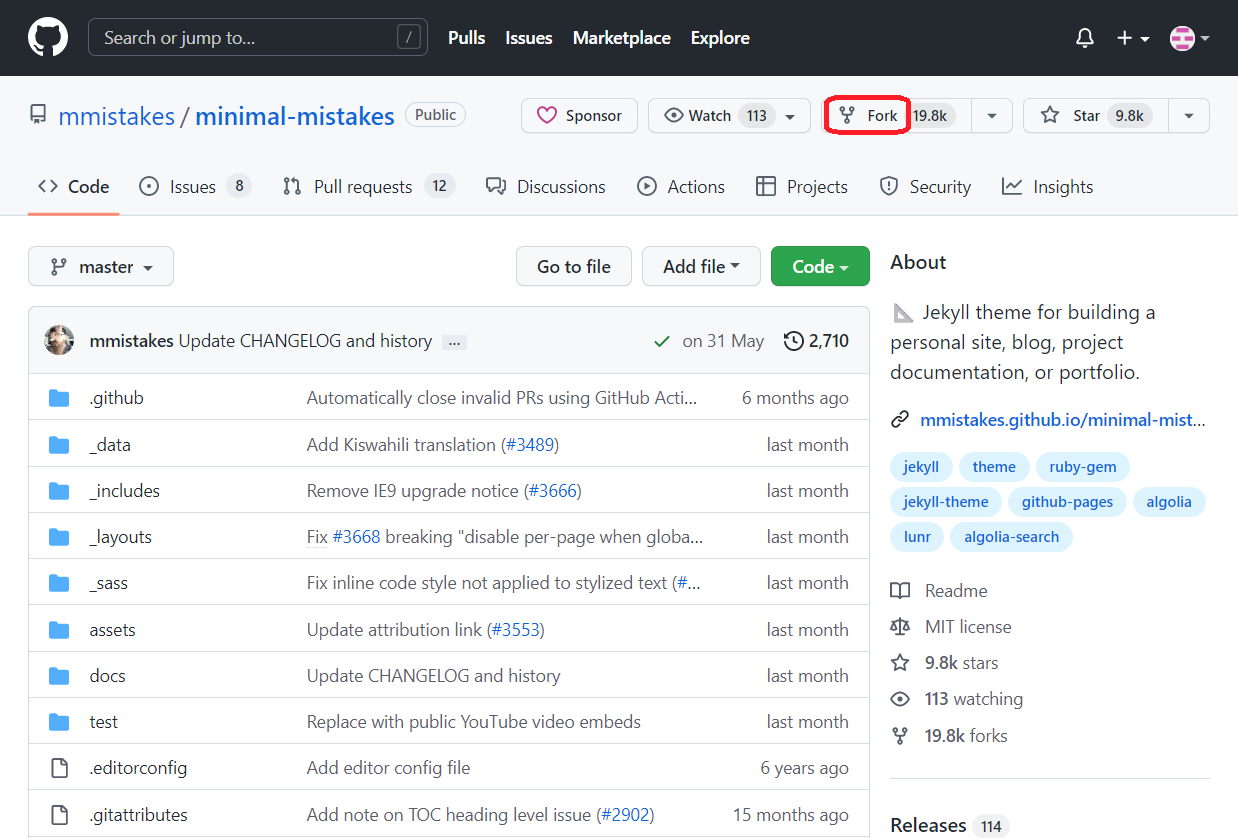 Search or jump to... / Pulls Issues Marketplace Explore
mmistakes / minimal-mistakes Public Sponsor Watch 113 Fork 19.8k Star 9.8k
Code Issues 8 Pull requests 12 Discussions Actions Projects Security Insights
master Go to file Add file Code
mmistakes Update CHANGELOG and history ... on 31 May 2,710
.github Automatically close invalid PRs using GitHub Acti... 6 months ago
_data Add Kiswahili translation (#3489) last month
_includes Remove IE9 upgrade notice (#3666) last month
_layouts Fix #3668 breaking "disable per-page when globa... last month
_sass Fix inline code style not applied to stylized text (#... last month
assets Update attribution link (#3553) last month
docs Update CHANGELOG and history last month
test Replace with public YouTube video embeds last month
.editorconfig Add editor config file 6 years ago
.gitattributes Add note on TOC heading level issue (#2902) 15 months ago
About
Jekyll theme for building a
personal site, blog, project
documentation, or portfolio.
mmistakes.github.io/minimal-mist...
jekyll theme ruby-gem
jekyll-theme github-pages algolia
lunr algolia-search
Readme
MIT license
9.8k stars
113 watching
19.8k forks
Releases 114